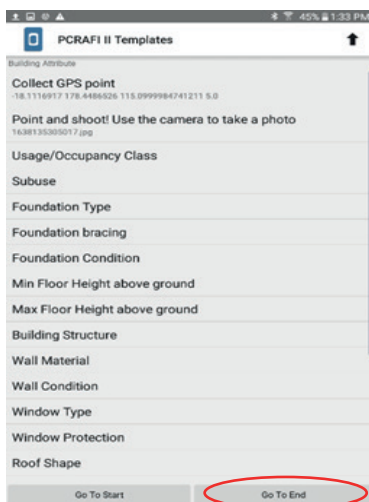 45% 1:33 PM
PCRAFI II Templates
Building Attribute
Collect GPS point
-18.1116917 178.4486526 115.0999984741211 5.0
Point and shoot! Use the camera to take a photo
1638135305017.jpg
Usage/Occupancy Class
Subuse
Foundation Type
Foundation bracing
Foundation Condition
Min Floor Height above ground
Max Floor Height above ground
Building Structure
Wall Material
Wall Condition
Window Type
Window Protection
Roof Shape
Go To Start Go To End